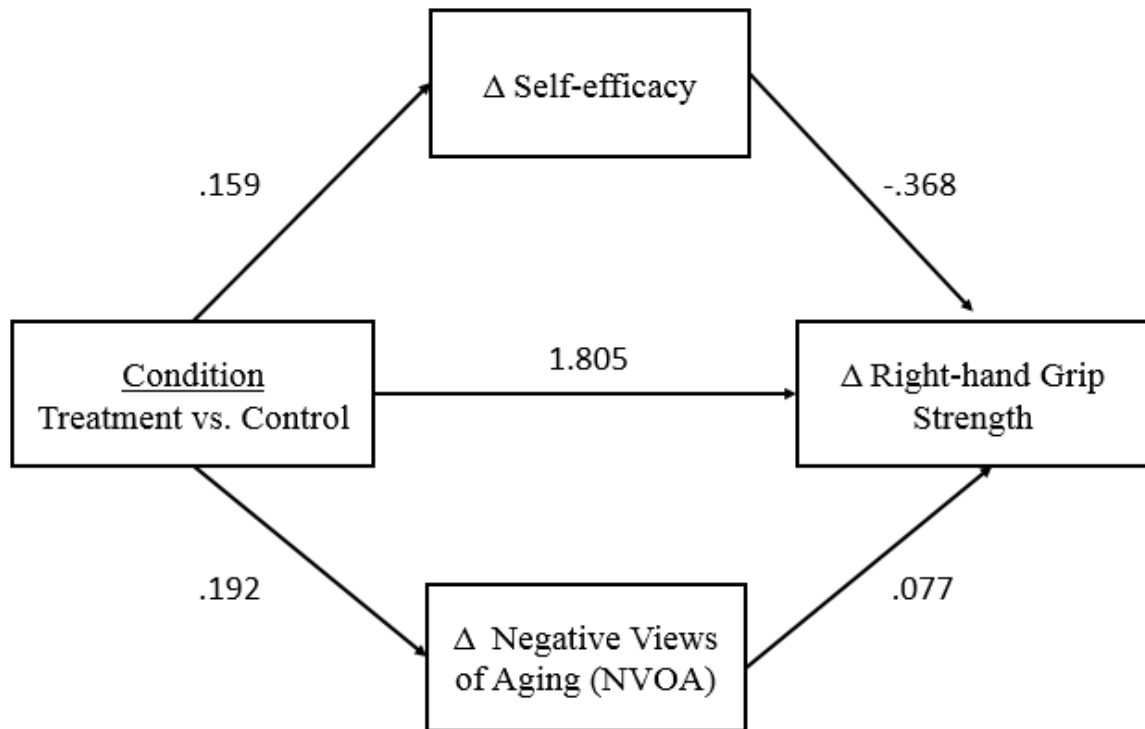 Δ Self-efficacy
.159
-.368
Condition
Treatment vs. Control
1.805
Δ Right-hand Grip
Strength
.192
.077
Δ Negative Views
of Aging (NVOA)